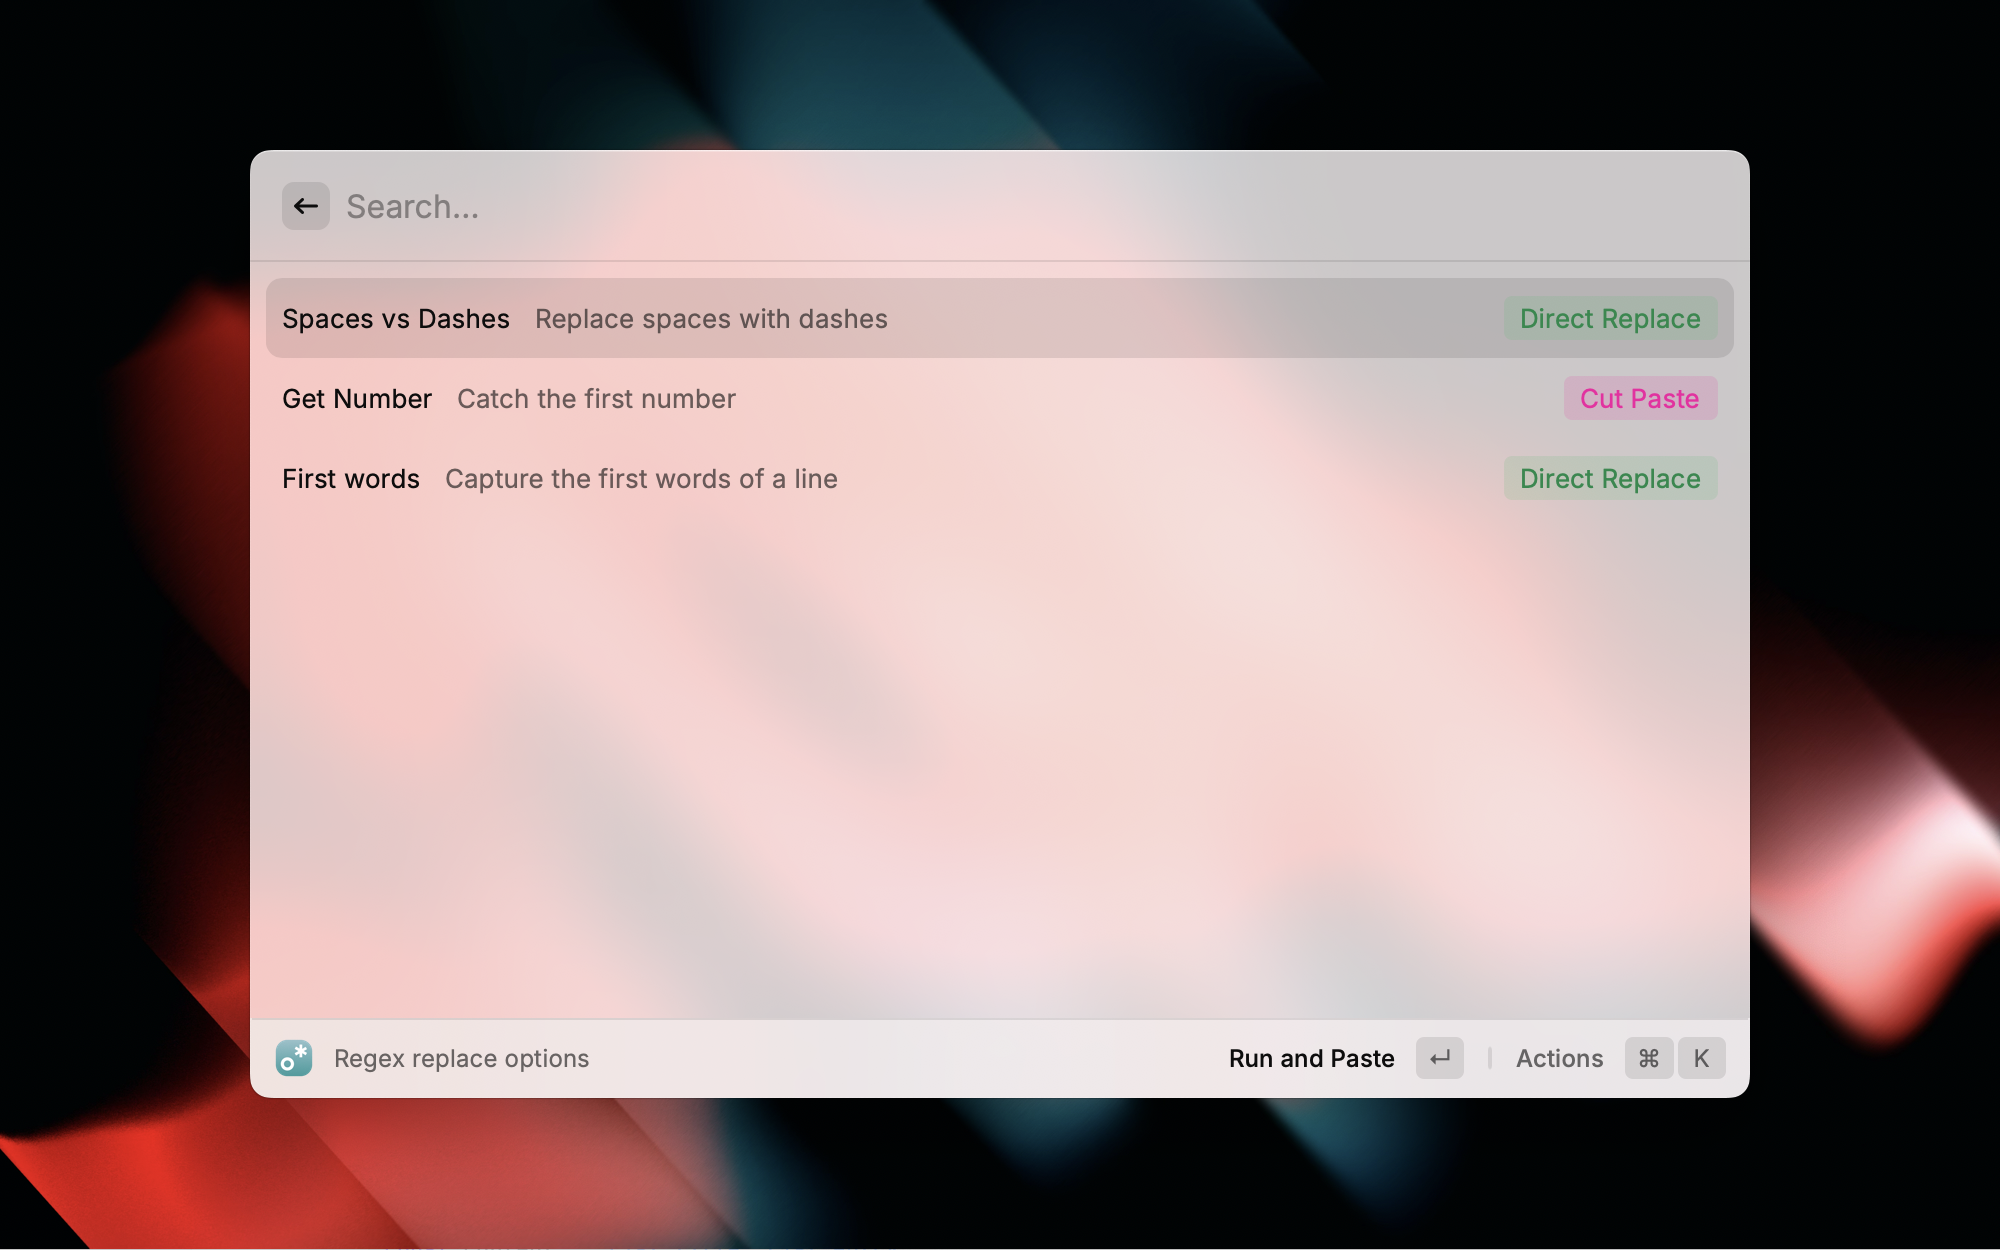 Search...
Spaces vs Dashes Replace spaces with dashes Direct Replace
Get Number Catch the first number Cut Paste
First words Capture the first words of a line Direct Replace
Regex replace options Run and Paste ↵ Actions ⌘ K